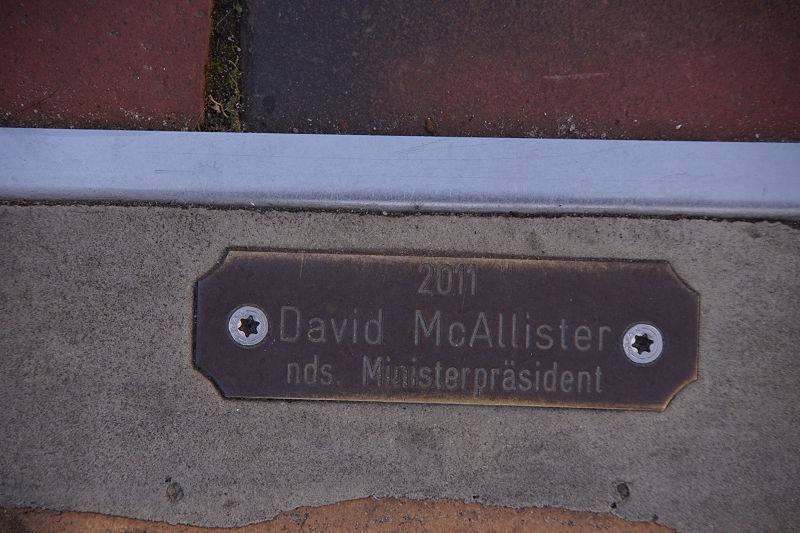 2011
David McAllister
nds. Ministerpräsident